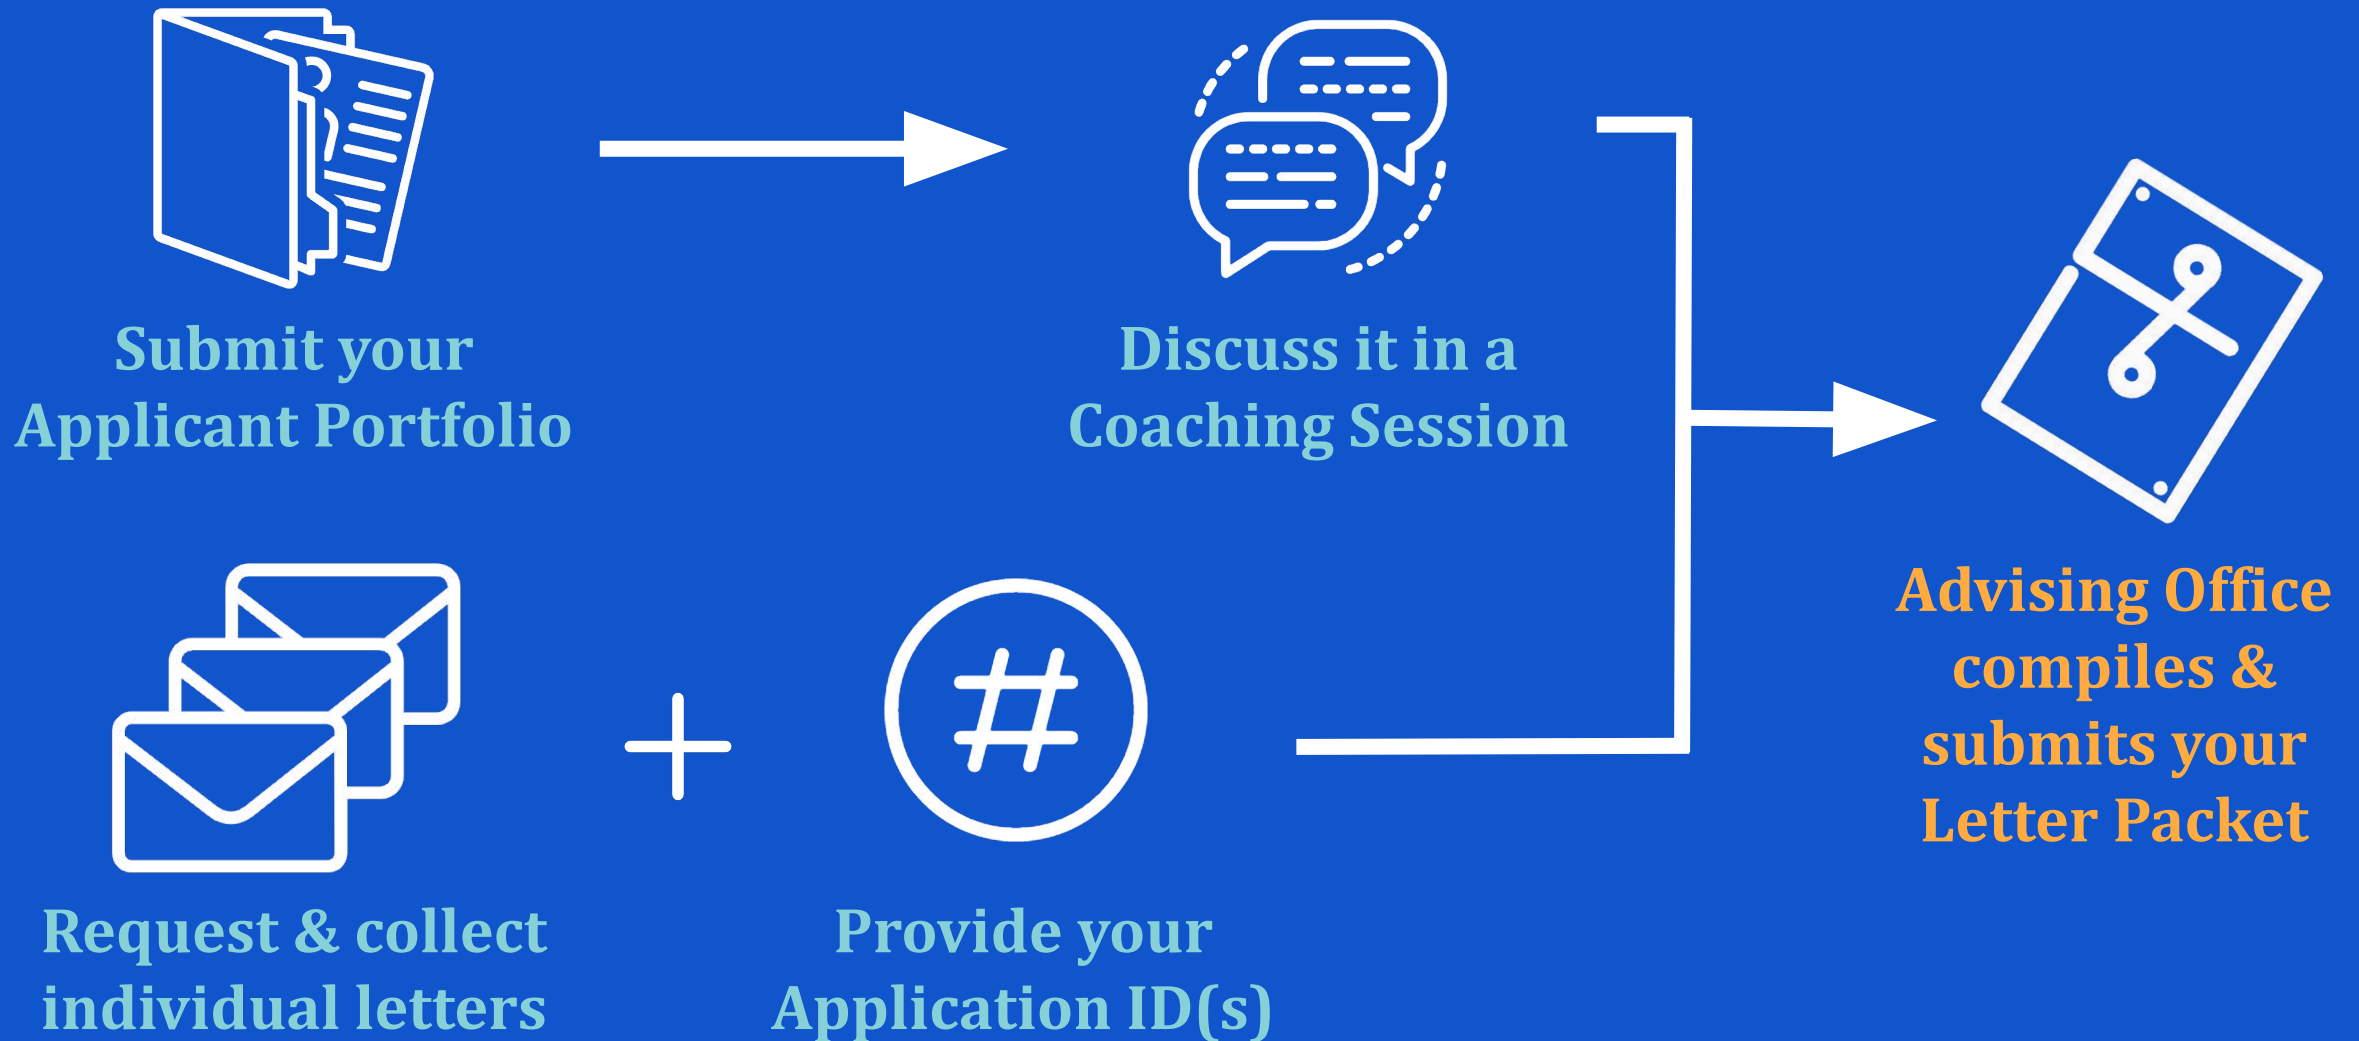 Submit your
Applicant Portfolio
Discuss it in a
Coaching Session
Request & collect
individual letters
+
#
Provide your
Application ID(s)
Advising Office
compiles &
submits your
Letter Packet